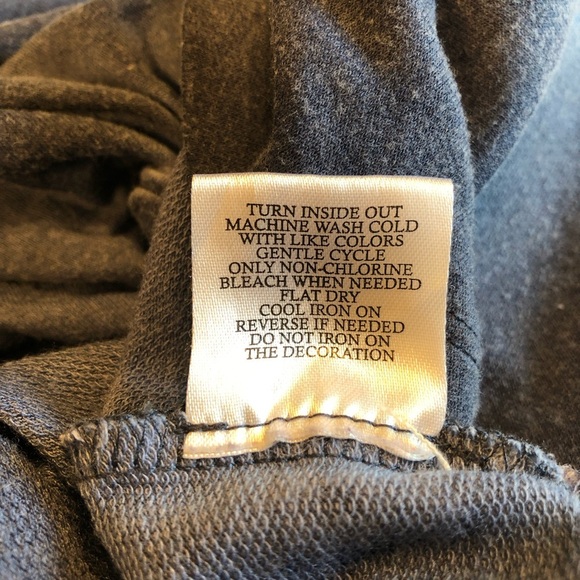 TURN INSIDE OUT
MACHINE WASH COLD
WITH LIKE COLORS
GENTLE CYCLE
ONLY NON-CHLORINE
BLEACH WHEN NEEDED
FLAT DRY
COOL IRON ON
REVERSE IF NEEDED
DO NOT IRON ON
THE DECORATION